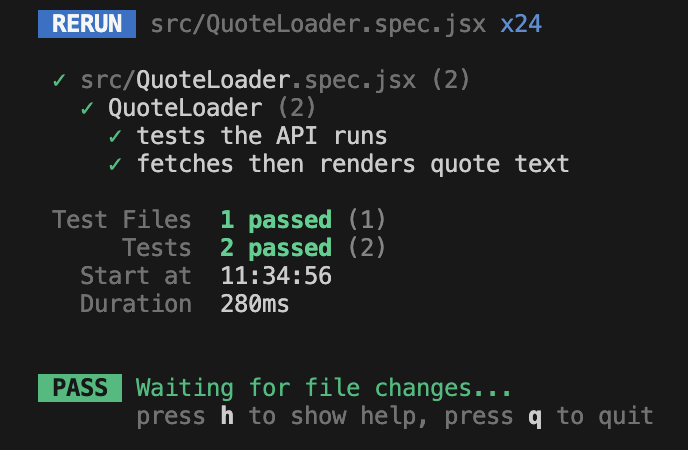 RERUN src/QuoteLoader.spec.jsx x24
✓ src/QuoteLoader.spec.jsx (2)
✓ QuoteLoader (2)
✓ tests the API runs
✓ fetches then renders quote text
Test Files 1 passed (1)
Tests 2 passed (2)
Start at 11:34:56
Duration 280ms
PASS Waiting for file changes...
press h to show help, press q to quit